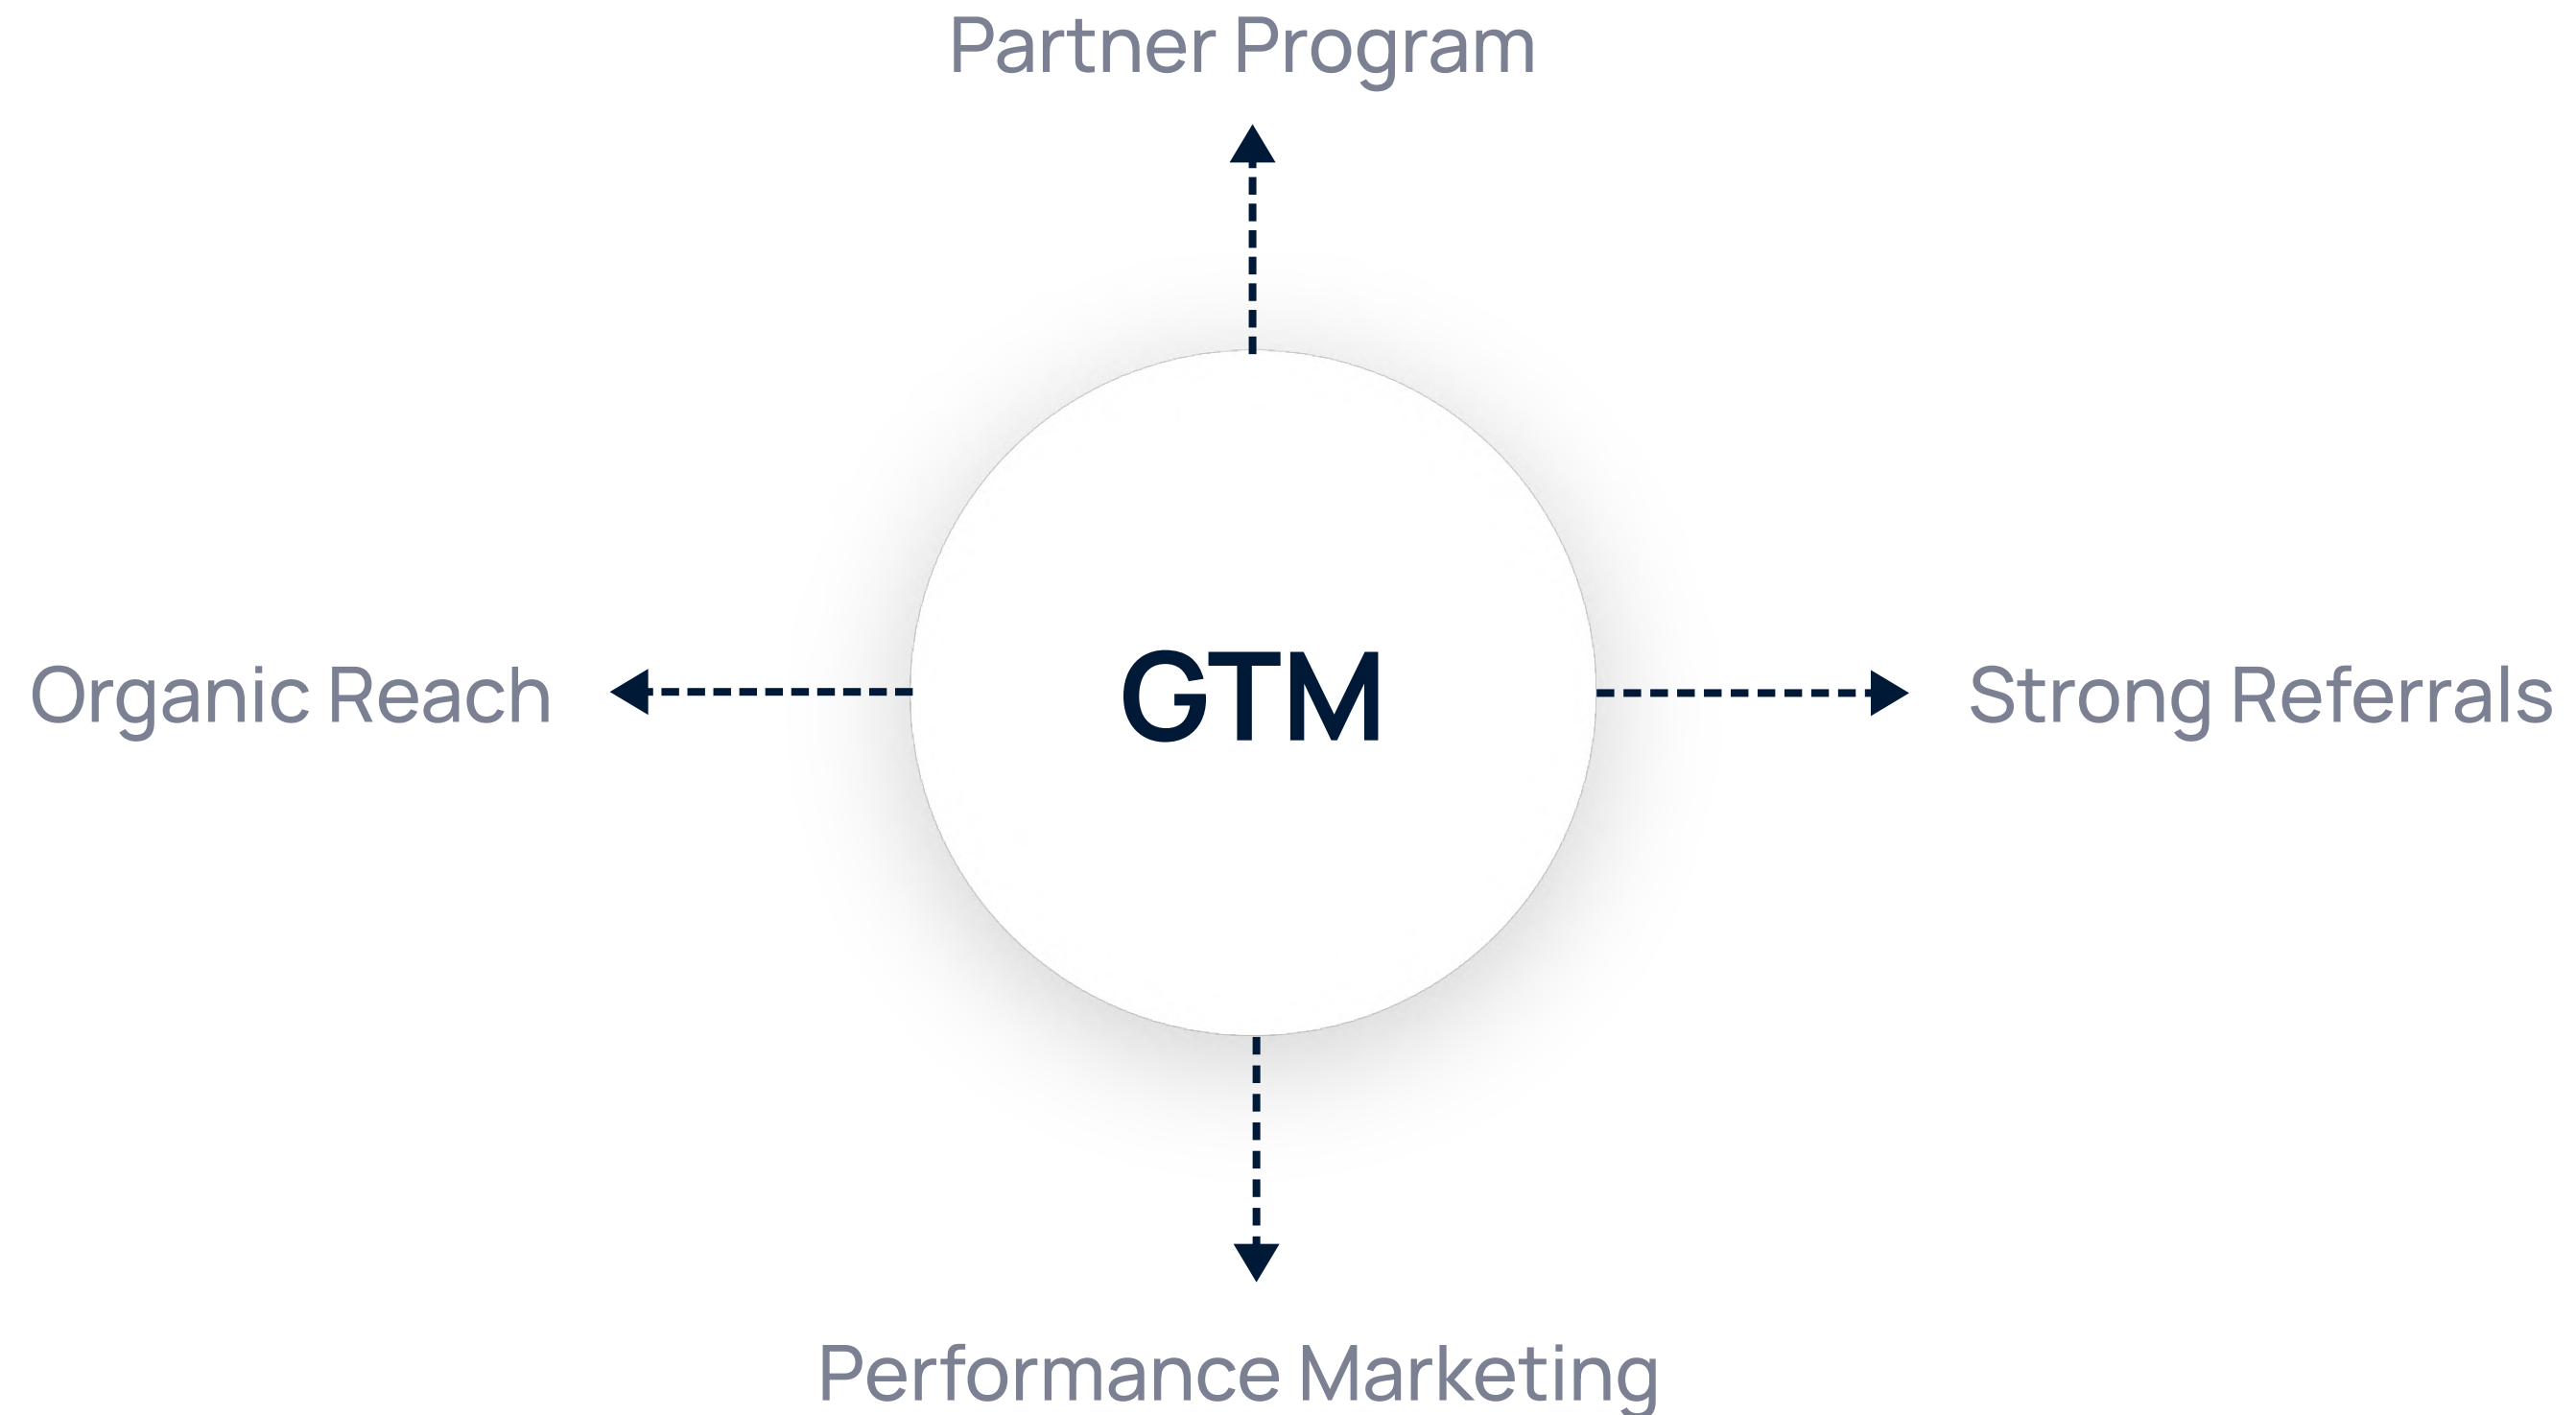 Partner Program
Organic Reach
GTM
Strong Referrals
Performance Marketing